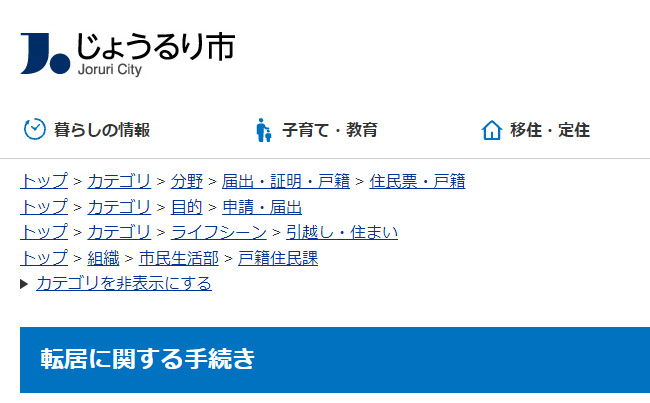 じょうるり市
Joruri City
暮らしの情報 子育て・教育 移住・定住
トップ > カテゴリ > 分野 > 届出・証明・戸籍 > 住民票・戸籍
トップ > カテゴリ > 目的 > 申請・届出
トップ > カテゴリ > ライフシーン > 引越し・住まい
トップ > 組織 > 市民生活部 > 戸籍住民課
カテゴリを非表示にする
転居に関する手続き